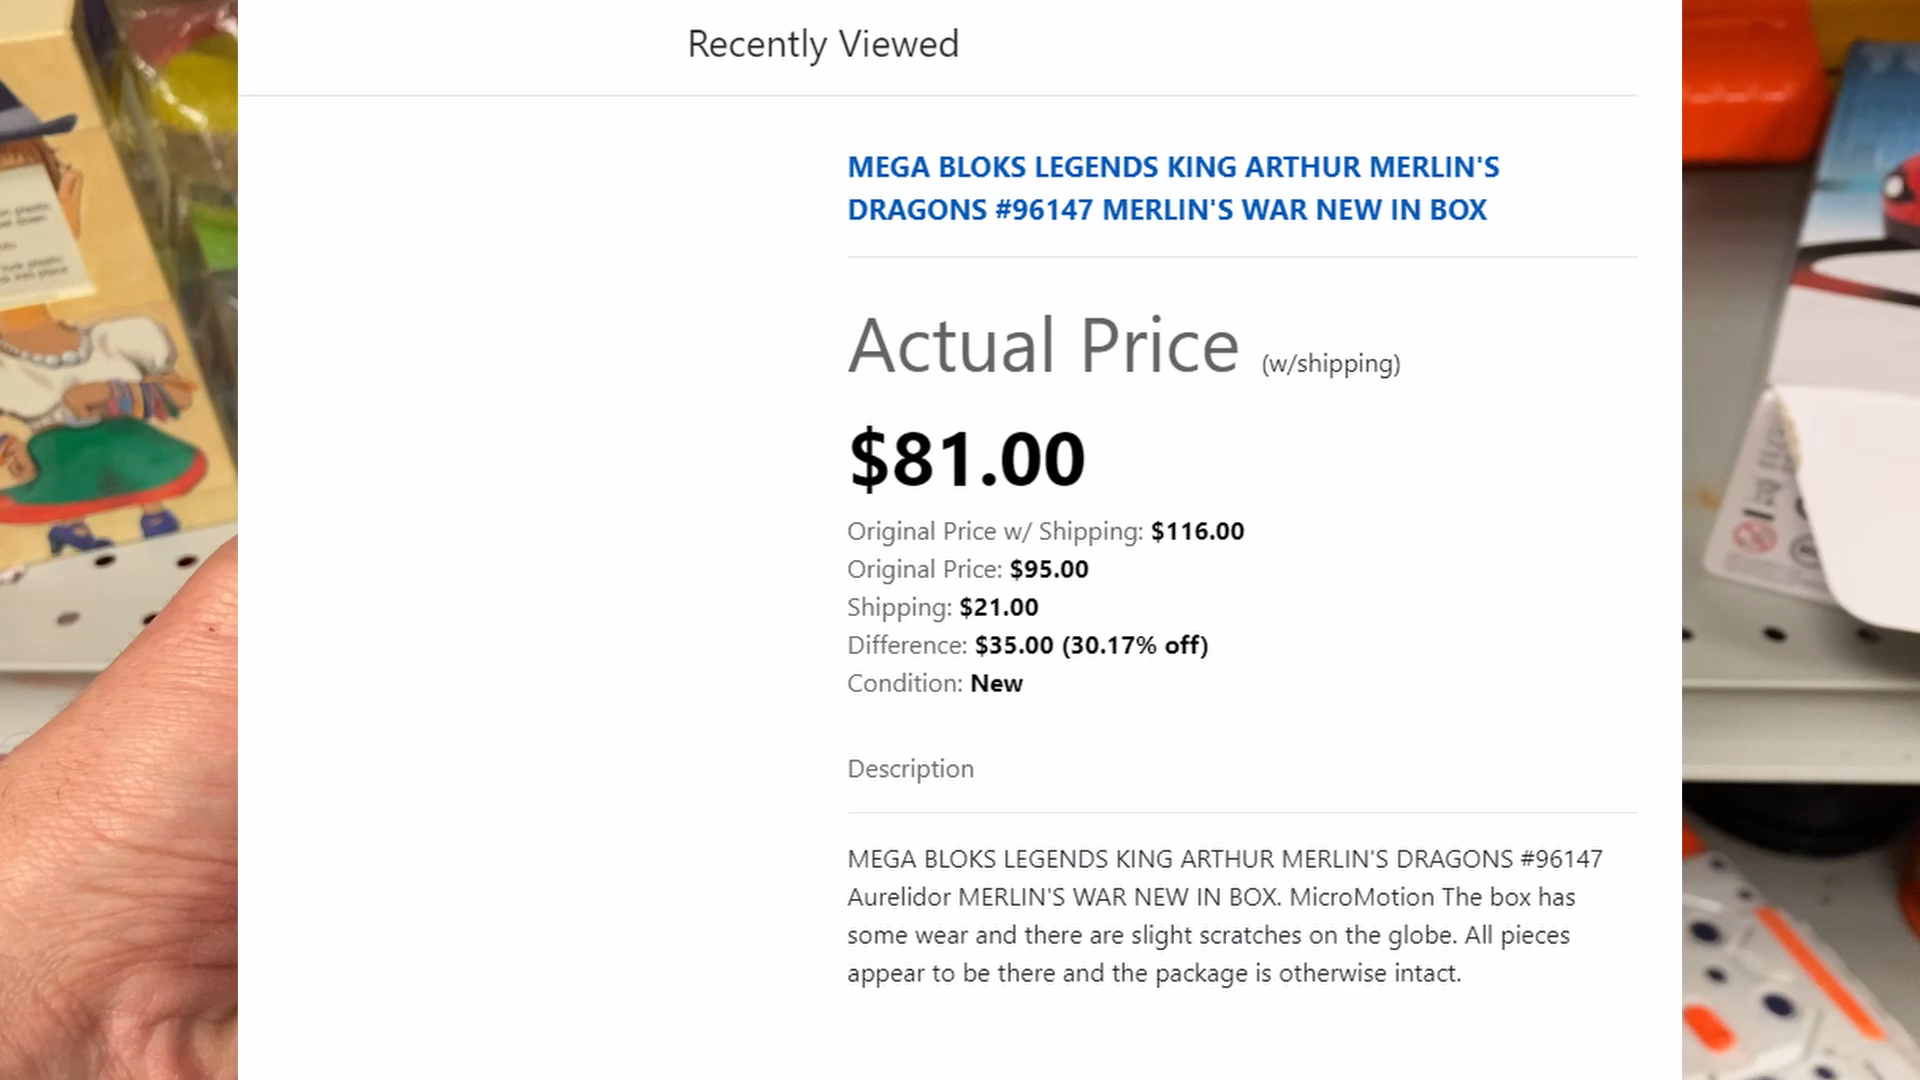 Recently Viewed
MEGA BLOKS LEGENDS KING ARTHUR MERLIN'S
DRAGONS #96147 MERLIN'S WAR NEW IN BOX
Actual Price (w/shipping)
$81.00
Original Price w/ Shipping: $116.00
Original Price: $95.00
Shipping: $21.00
Difference: $35.00 (30.17% off)
Condition: New
Description
MEGA BLOKS LEGENDS KING ARTHUR MERLIN'S DRAGONS #96147
Aurelidor MERLIN'S WAR NEW IN BOX. MicroMotion The box has
some wear and there are slight scratches on the globe. All pieces
appear to be there and the package is otherwise intact.